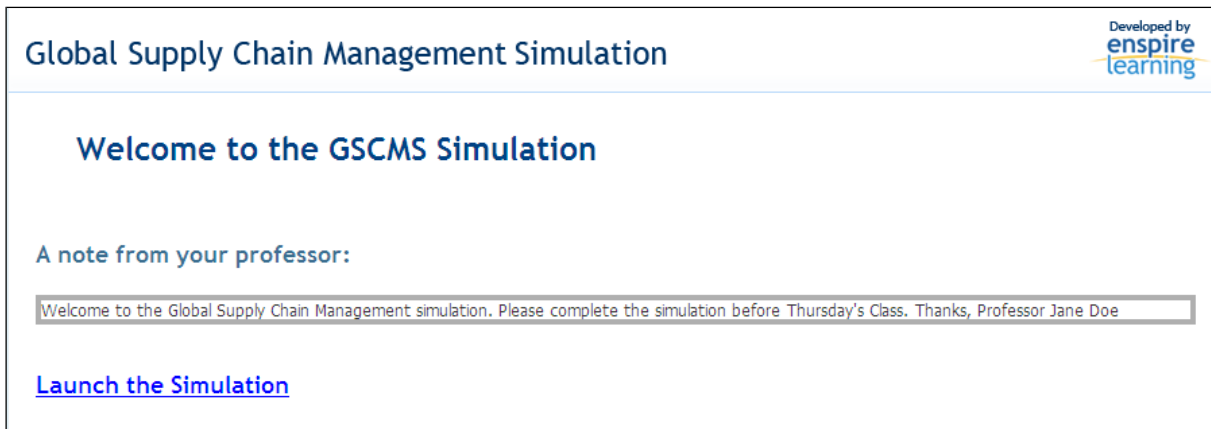 Global Supply Chain Management Simulation
Developed by
enspire
learning
Welcome to the GSCMS Simulation
A note from your professor:
Welcome to the Global Supply Chain Management simulation. Please complete the simulation before Thursday's Class. Thanks, Professor Jane Doe
Launch the Simulation